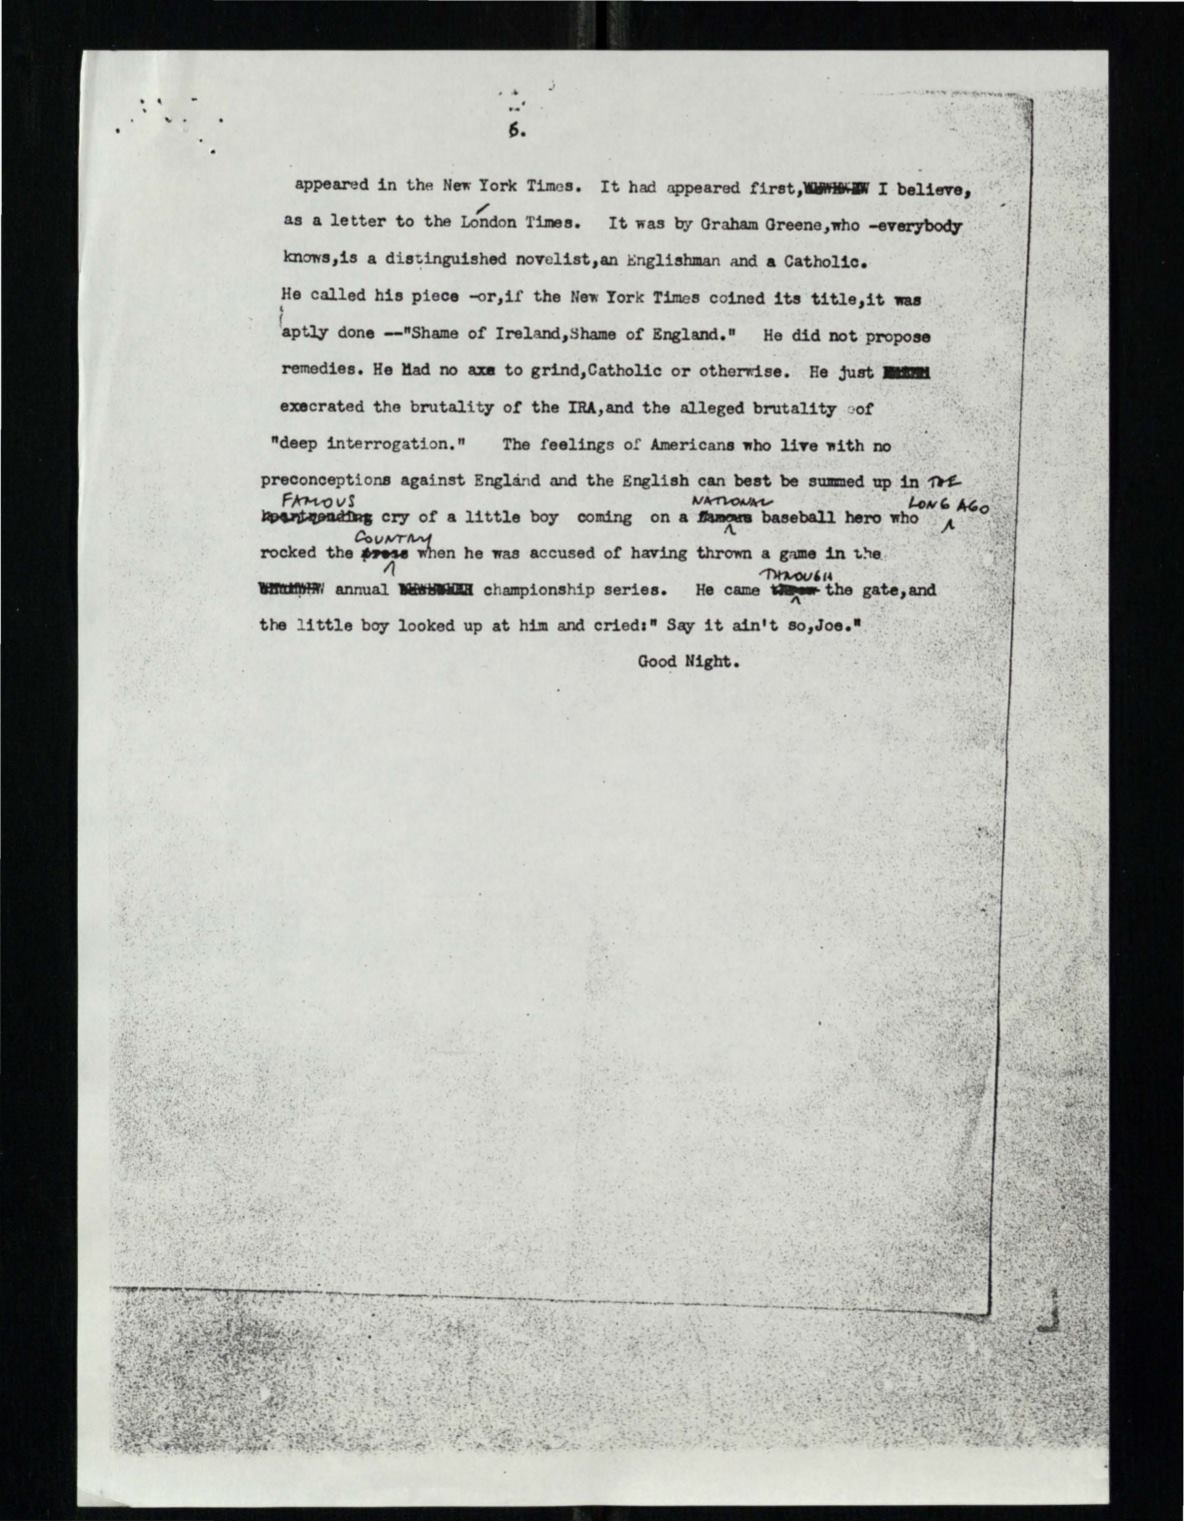 6.
appeared in the New York Times. It had appeared first, I believe,
as a letter to the London Times. It was by Graham Greene,who -everybody
knows,is a distinguished novelist,an Englishman and a Catholic.
He called his piece -or,if the New York Times coined its title,it was
aptly done --"Shame of Ireland,Shame of England." He did not propose
remedies. He Had no axe to grind,Catholic or otherwise. He just
execrated the brutality of the IRA,and the alleged brutality of
"deep interrogation." The feelings of Americans who live with no
preconceptions against England and the English can best be summed up in THE
FAMOUS NATIONAL LONG AGO
heartrending cry of a little boy coming on a famous baseball hero who
COUNTRY
rocked the press when he was accused of having thrown a game in the
THROUGH
annual championship series. He came the gate,and
the little boy looked up at him and cried:" Say it ain't so,Joe."
Good Night.